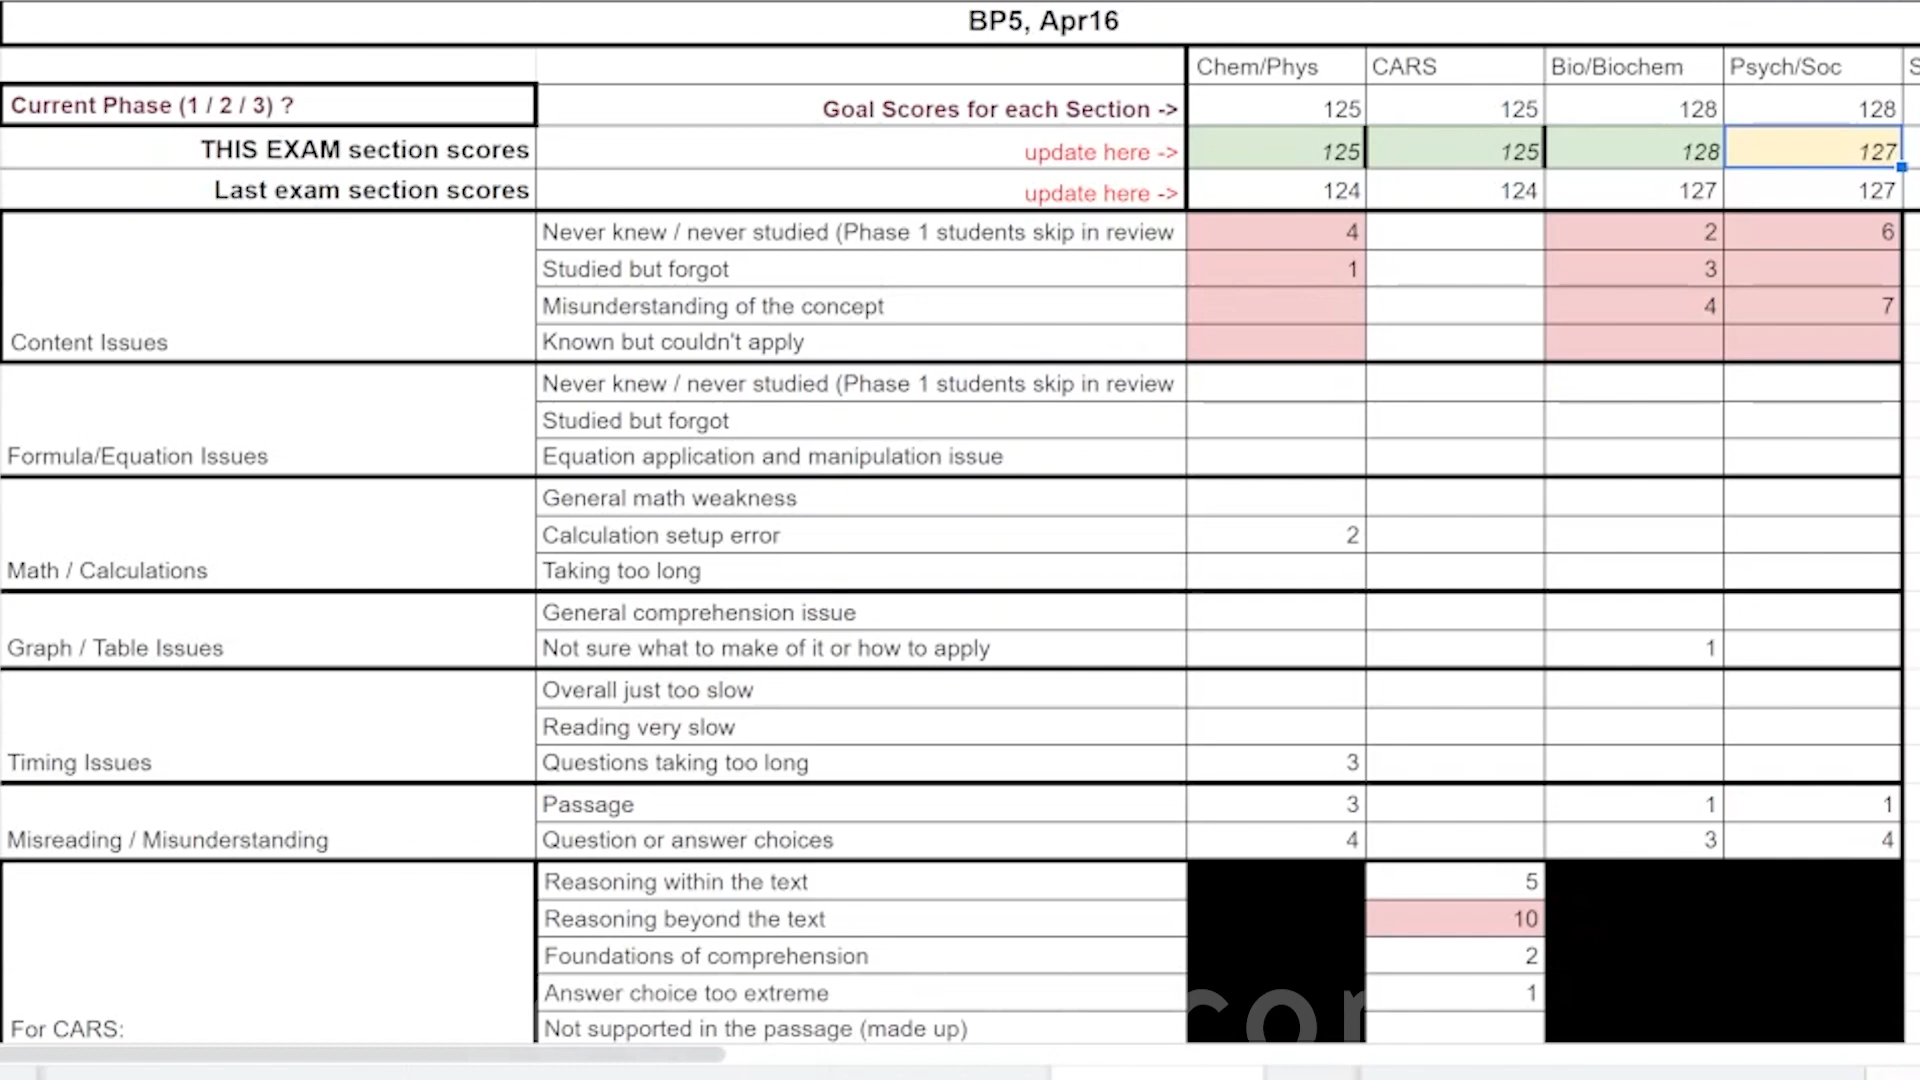 BP5, Apr16
Chem/Phys CARS Bio/Biochem Psych/Soc S
Current Phase (1 / 2 / 3) ? Goal Scores for each Section -> 125 125 128 128
THIS EXAM section scores update here -> 125 125 128 127
Last exam section scores update here -> 124 124 127 127
Never knew / never studied (Phase 1 students skip in review 4 2 6
Studied but forgot 1 3
Misunderstanding of the concept 4 7
Content Issues Known but couldn't apply
Never knew / never studied (Phase 1 students skip in review
Studied but forgot
Formula/Equation Issues Equation application and manipulation issue
General math weakness
Calculation setup error 2
Math / Calculations Taking too long
General comprehension issue
Graph / Table Issues Not sure what to make of it or how to apply 1
Overall just too slow
Reading very slow
Timing Issues Questions taking too long 3
Passage 3 1 1
Misreading / Misunderstanding Question or answer choices 4 3 4
Reasoning within the text 5
Reasoning beyond the text 10
Foundations of comprehension 2
Answer choice too extreme 1
For CARS: Not supported in the passage (made up)